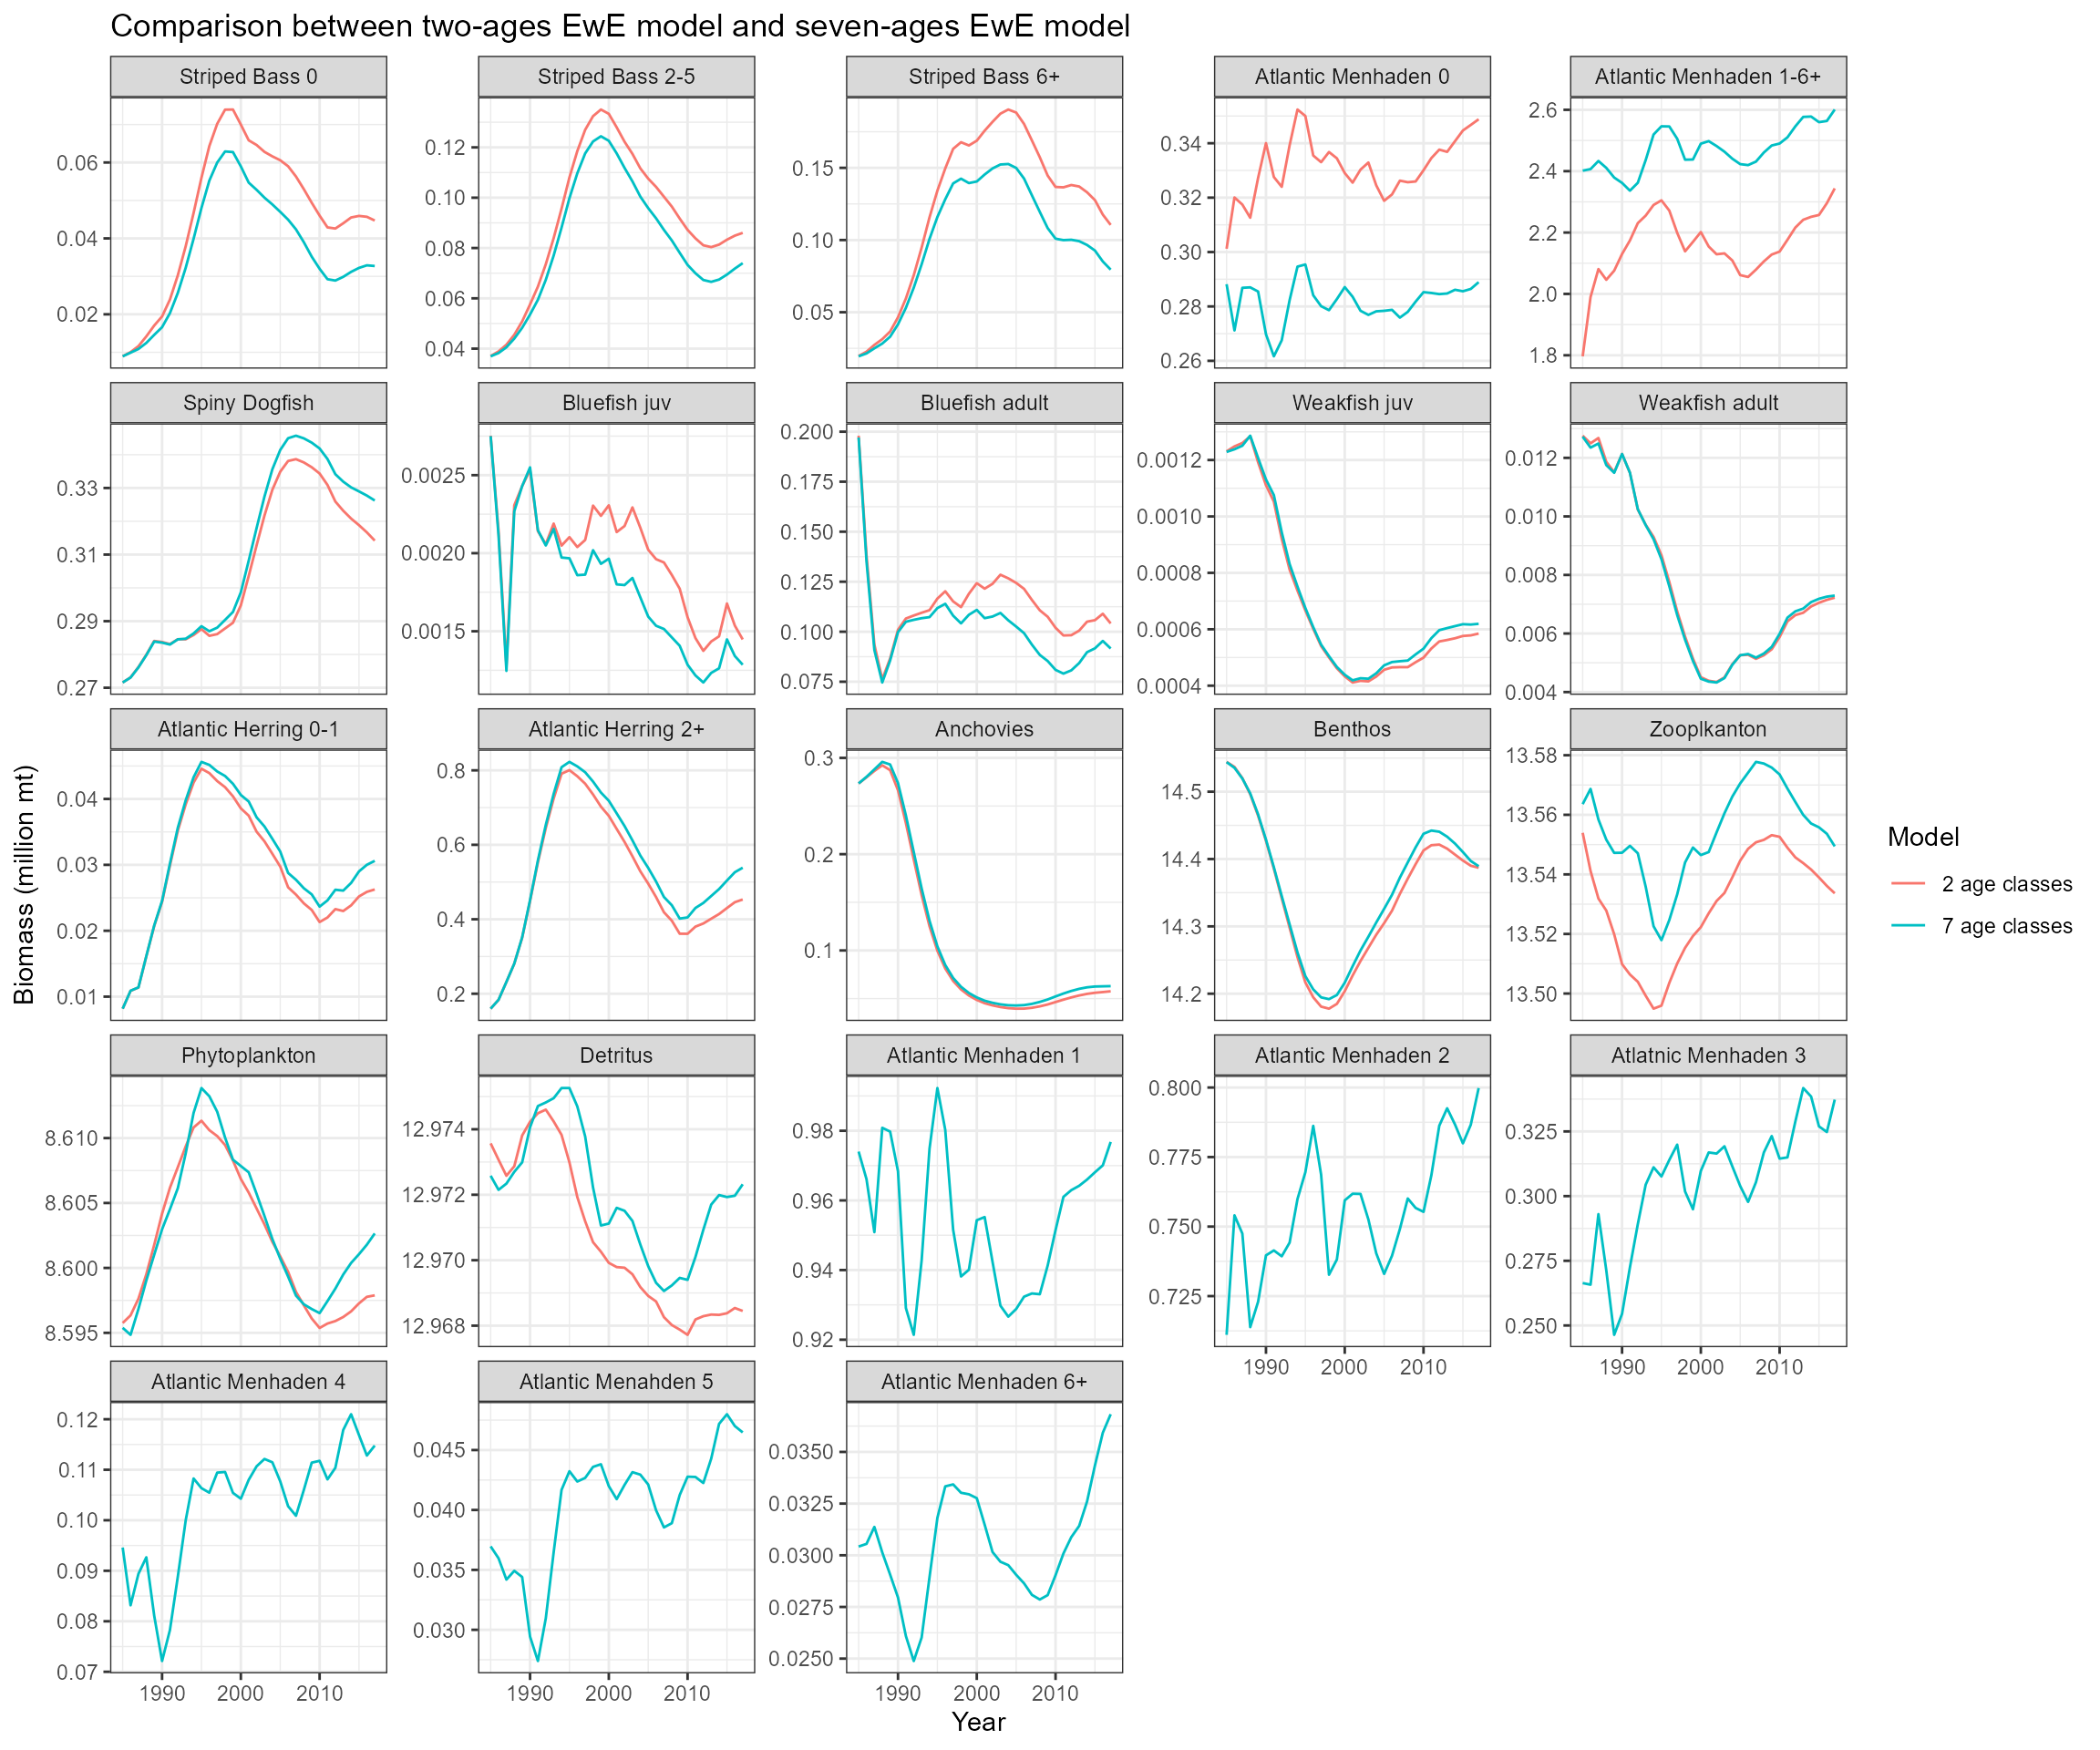 Comparison between two-ages EwE model and seven-ages EwE model
Striped Bass 0
Striped Bass 2-5
Striped Bass 6+
Atlantic Menhaden 0
Atlantic Menhaden 1-6+
0.06
0.04
0.02
0.12
0.10
0.08
0.06
0.04
0.15
0.10
0.05
0.34
0.32
0.30
0.28
0.26
2.6
2.4
2.2
2.0
1.8
Spiny Dogfish
Bluefish juv
Bluefish adult
Weakfish juv
Weakfish adult
0.33
0.31
0.29
0.27
0.0025
0.0020
0.0015
0.200
0.175
0.150
0.125
0.100
0.075
0.0012
0.0010
0.0008
0.0006
0.0004
0.012
0.010
0.008
0.006
0.004
Atlantic Herring 0-1
Atlantic Herring 2+
Anchovies
Benthos
Zooplkanton
0.04
0.03
0.02
0.01
0.8
0.6
0.4
0.2
0.3
0.2
0.1
14.5
14.4
14.3
14.2
13.58
13.56
13.54
13.52
13.50
Phytoplankton
Detritus
Atlantic Menhaden 1
Atlantic Menhaden 2
Atlatnic Menhaden 3
8.610
8.605
8.600
8.595
12.974
12.972
12.970
12.968
0.98
0.96
0.94
0.92
0.800
0.775
0.750
0.725
0.325
0.300
0.275
0.250
1990 2000 2010
1990 2000 2010
Atlantic Menhaden 4
Atlantic Menahden 5
Atlantic Menhaden 6+
0.12
0.11
0.10
0.09
0.08
0.07
0.045
0.040
0.035
0.030
0.0350
0.0325
0.0300
0.0275
0.0250
1990 2000 2010
1990 2000 2010
1990 2000 2010
Year
Biomass (million mt)
Model
2 age classes
7 age classes